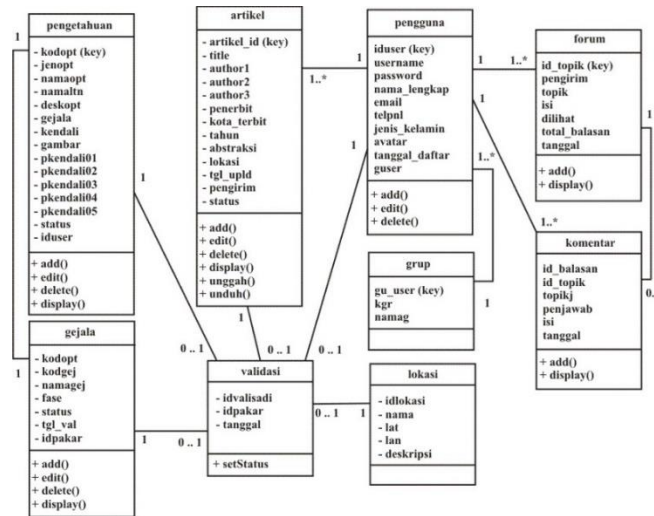 pengetahuan
- kodopt (key)
- jenopt
- namaopt
- namaltn
- deskopt
- gejala
- kendali
- gambar
- pkendali01
- pkendali02
- pkendali03
- pkendali04
- pkendali05
- status
- iduser
+ add()
+ edit()
+ delete()
+ display()
artikel
- artikel_id (key)
- title
- author1
- author2
- author3
- penerbit
- kota_terbit
- tahun
- abstraksi
- lokasi
- tgl_upld
- pengirim
- status
+ add()
+ edit()
+ delete()
+ display()
+ unggah()
+ unduh()
pengguna
iduser (key)
username
password
nama_lengkap
email
telpnl
jenis_kelamin
avatar
tanggal_daftar
guser
+ add()
+ edit()
+ delete()
forum
id_topik (key)
pengirim
topik
isi
dilihat
total_balasan
tanggal
+ add()
+ display()
grup
gu_user (key)
kgr
namag
komentar
id_balasan
id_topik
topikj
penjawab
isi
tanggal
+ add()
+ display()
gejala
- kodopt
- kodgej
- namagej
- fase
- status
- tgl_val
- idpakar
+ add()
+ edit()
+ delete()
+ display()
validasi
- idvalisadi
- idpakar
- tanggal
+ setStatus
lokasi
- idlokasi
- nama
- lat
- lan
- deskripsi
1
1
1
1
1..*
1
1
1..*
1
1
1..*
1
1..*
1
0.
1
0 .. 1
0 .. 1
0 .. 1
1
0 .. 1
0 .. 1
1